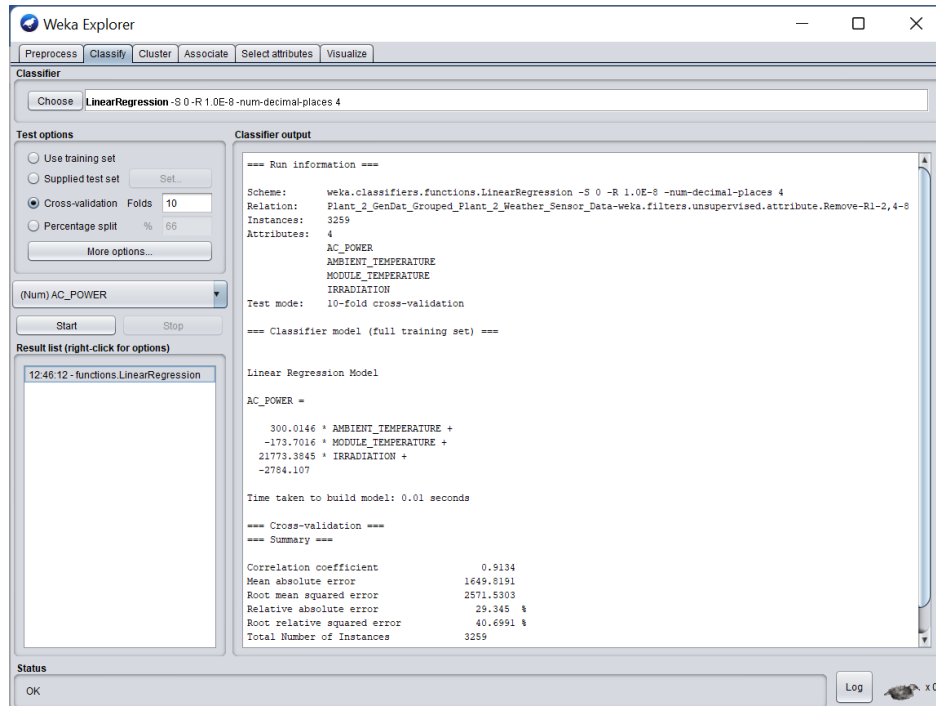 Weka Explorer
Preprocess Classify Cluster Associate Select attributes Visualize
Classifier
Choose LinearRegression -S 0 -R 1.0E-8 -num-decimal-places 4
Test options
Use training set
Supplied test set Set...
Cross-validation Folds 10
Percentage split % 66
More options...
(Num) AC_POWER
Start Stop
Result list (right-click for options)
12:46:12 - functions.LinearRegression
Classifier output
=== Run information ===
Scheme: weka.classifiers.functions.LinearRegression -S 0 -R 1.0E-8 -num-decimal-places 4
Relation: Plant_2_GenDat_Grouped_Plant_2_Weather_Sensor_Data-weka.filters.unsupervised.attribute.Remove-R1-2,4-8
Instances: 3259
Attributes: 4
AC_POWER
AMBIENT_TEMPERATURE
MODULE_TEMPERATURE
IRRADIATION
Test mode: 10-fold cross-validation
=== Classifier model (full training set) ===
Linear Regression Model
AC_POWER =
300.0146 * AMBIENT_TEMPERATURE +
-173.7016 * MODULE_TEMPERATURE +
21773.3845 * IRRADIATION +
-2784.107
Time taken to build model: 0.01 seconds
=== Cross-validation ===
=== Summary ===
Correlation coefficient 0.9134
Mean absolute error 1649.8191
Root mean squared error 2571.5303
Relative absolute error 29.345 %
Root relative squared error 40.6991 %
Total Number of Instances 3259
Status
OK
Log x 0